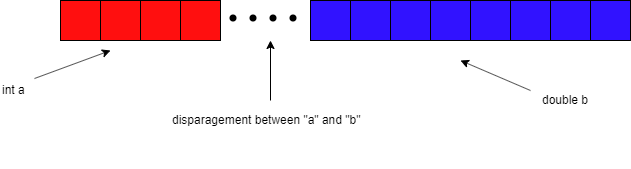 int a
disparagement between "a" and "b"
double b